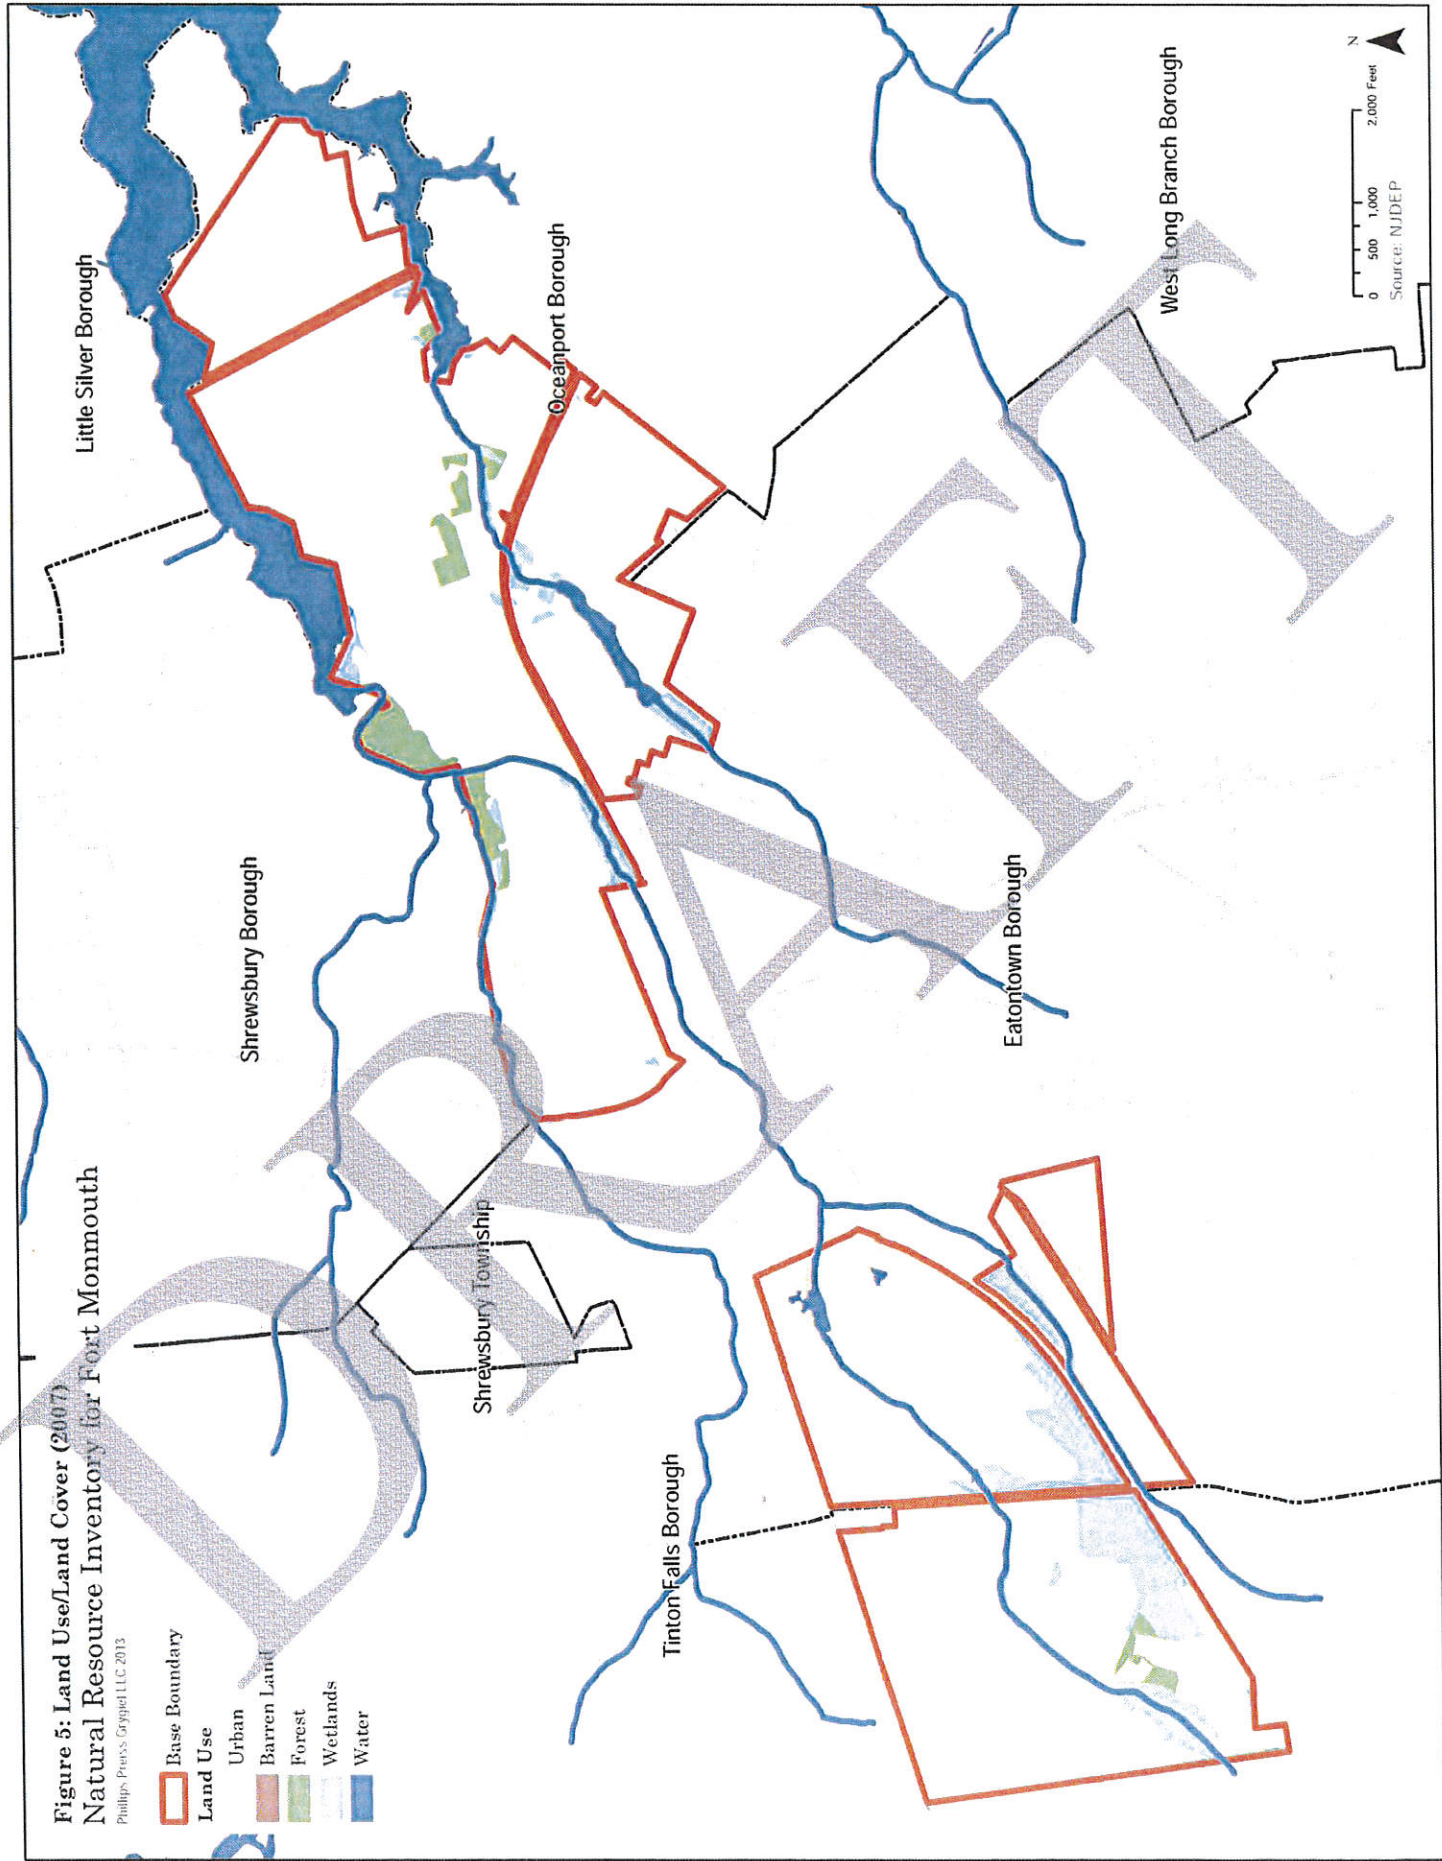 Figure 5: Land Use/Land Cover (2007)
Natural Resource Inventory for Fort Monmouth
Phillips Preiss Grygiel LLC 2013
Base Boundary
Land Use
Urban
Barren Land
Forest
Wetlands
Water
Little Silver Borough
Shrewsbury Borough
Oceanport Borough
Shrewsbury Township
Tinton Falls Borough
Eatontown Borough
West Long Branch Borough
DRAFT
N
0 500 1,000 2,000 Feet
Source: NJDEP